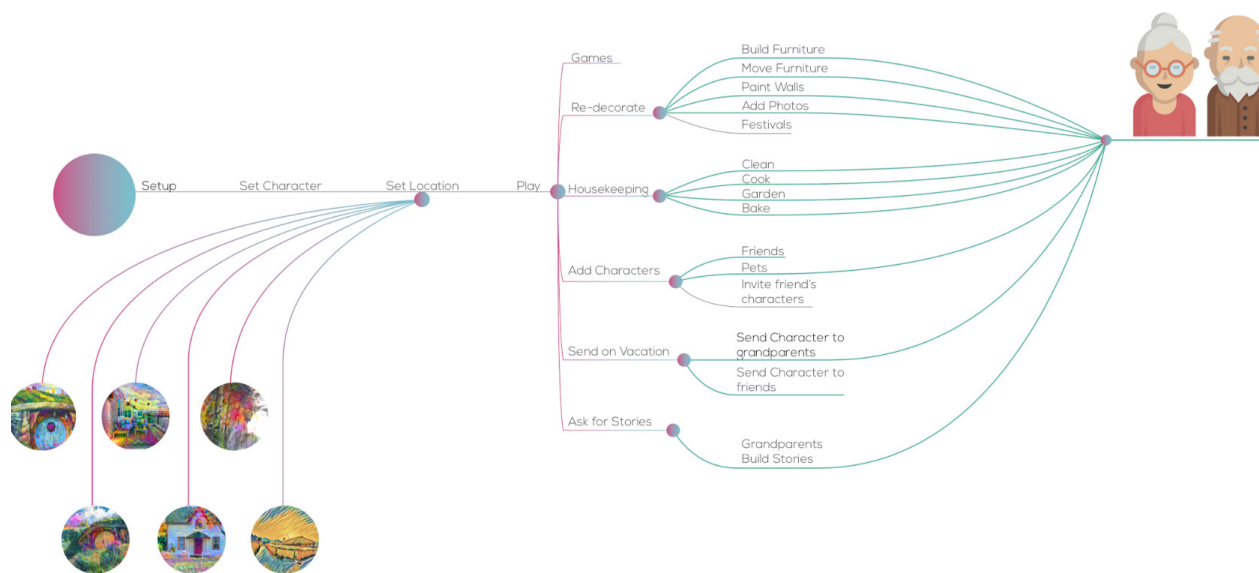 Setup
Set Character
Set Location
Play
Games
Re-decorate
Build Furniture
Move Furniture
Paint Walls
Add Photos
Festivals
Housekeeping
Clean
Cook
Garden
Bake
Add Characters
Friends
Pets
Invite friend's
characters
Send on Vacation
Send Character to
grandparents
Send Character to
friends
Ask for Stories
Grandparents
Build Stories